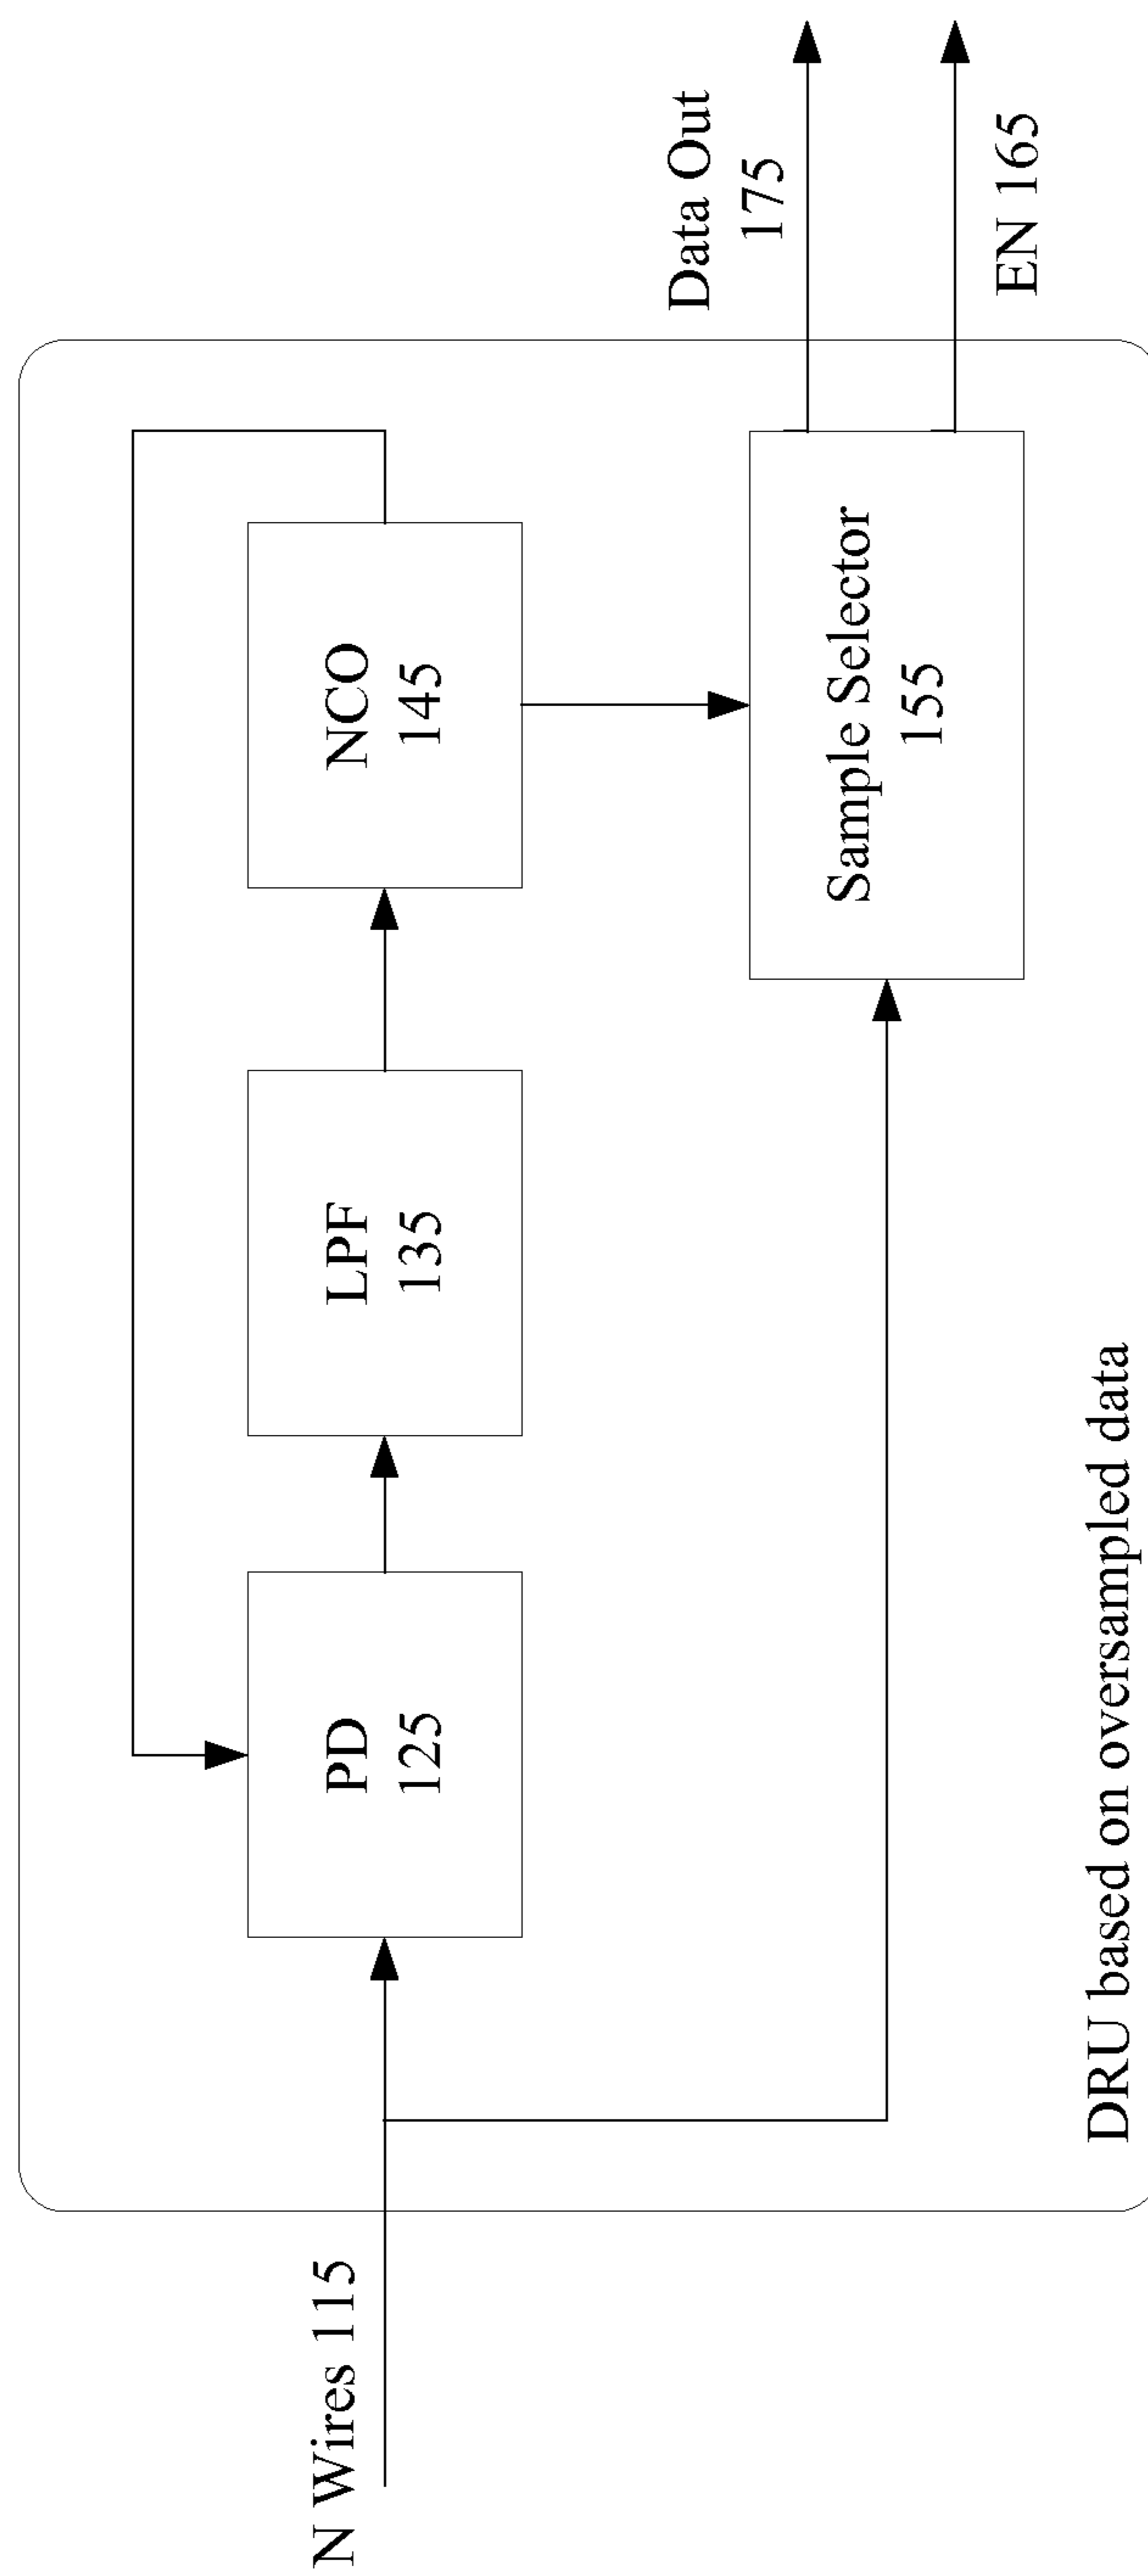 N Wires 115
PD
125
LPF
135
NCO
145
Sample Selector
155
Data Out
175
EN 165
DRU based on oversampled data